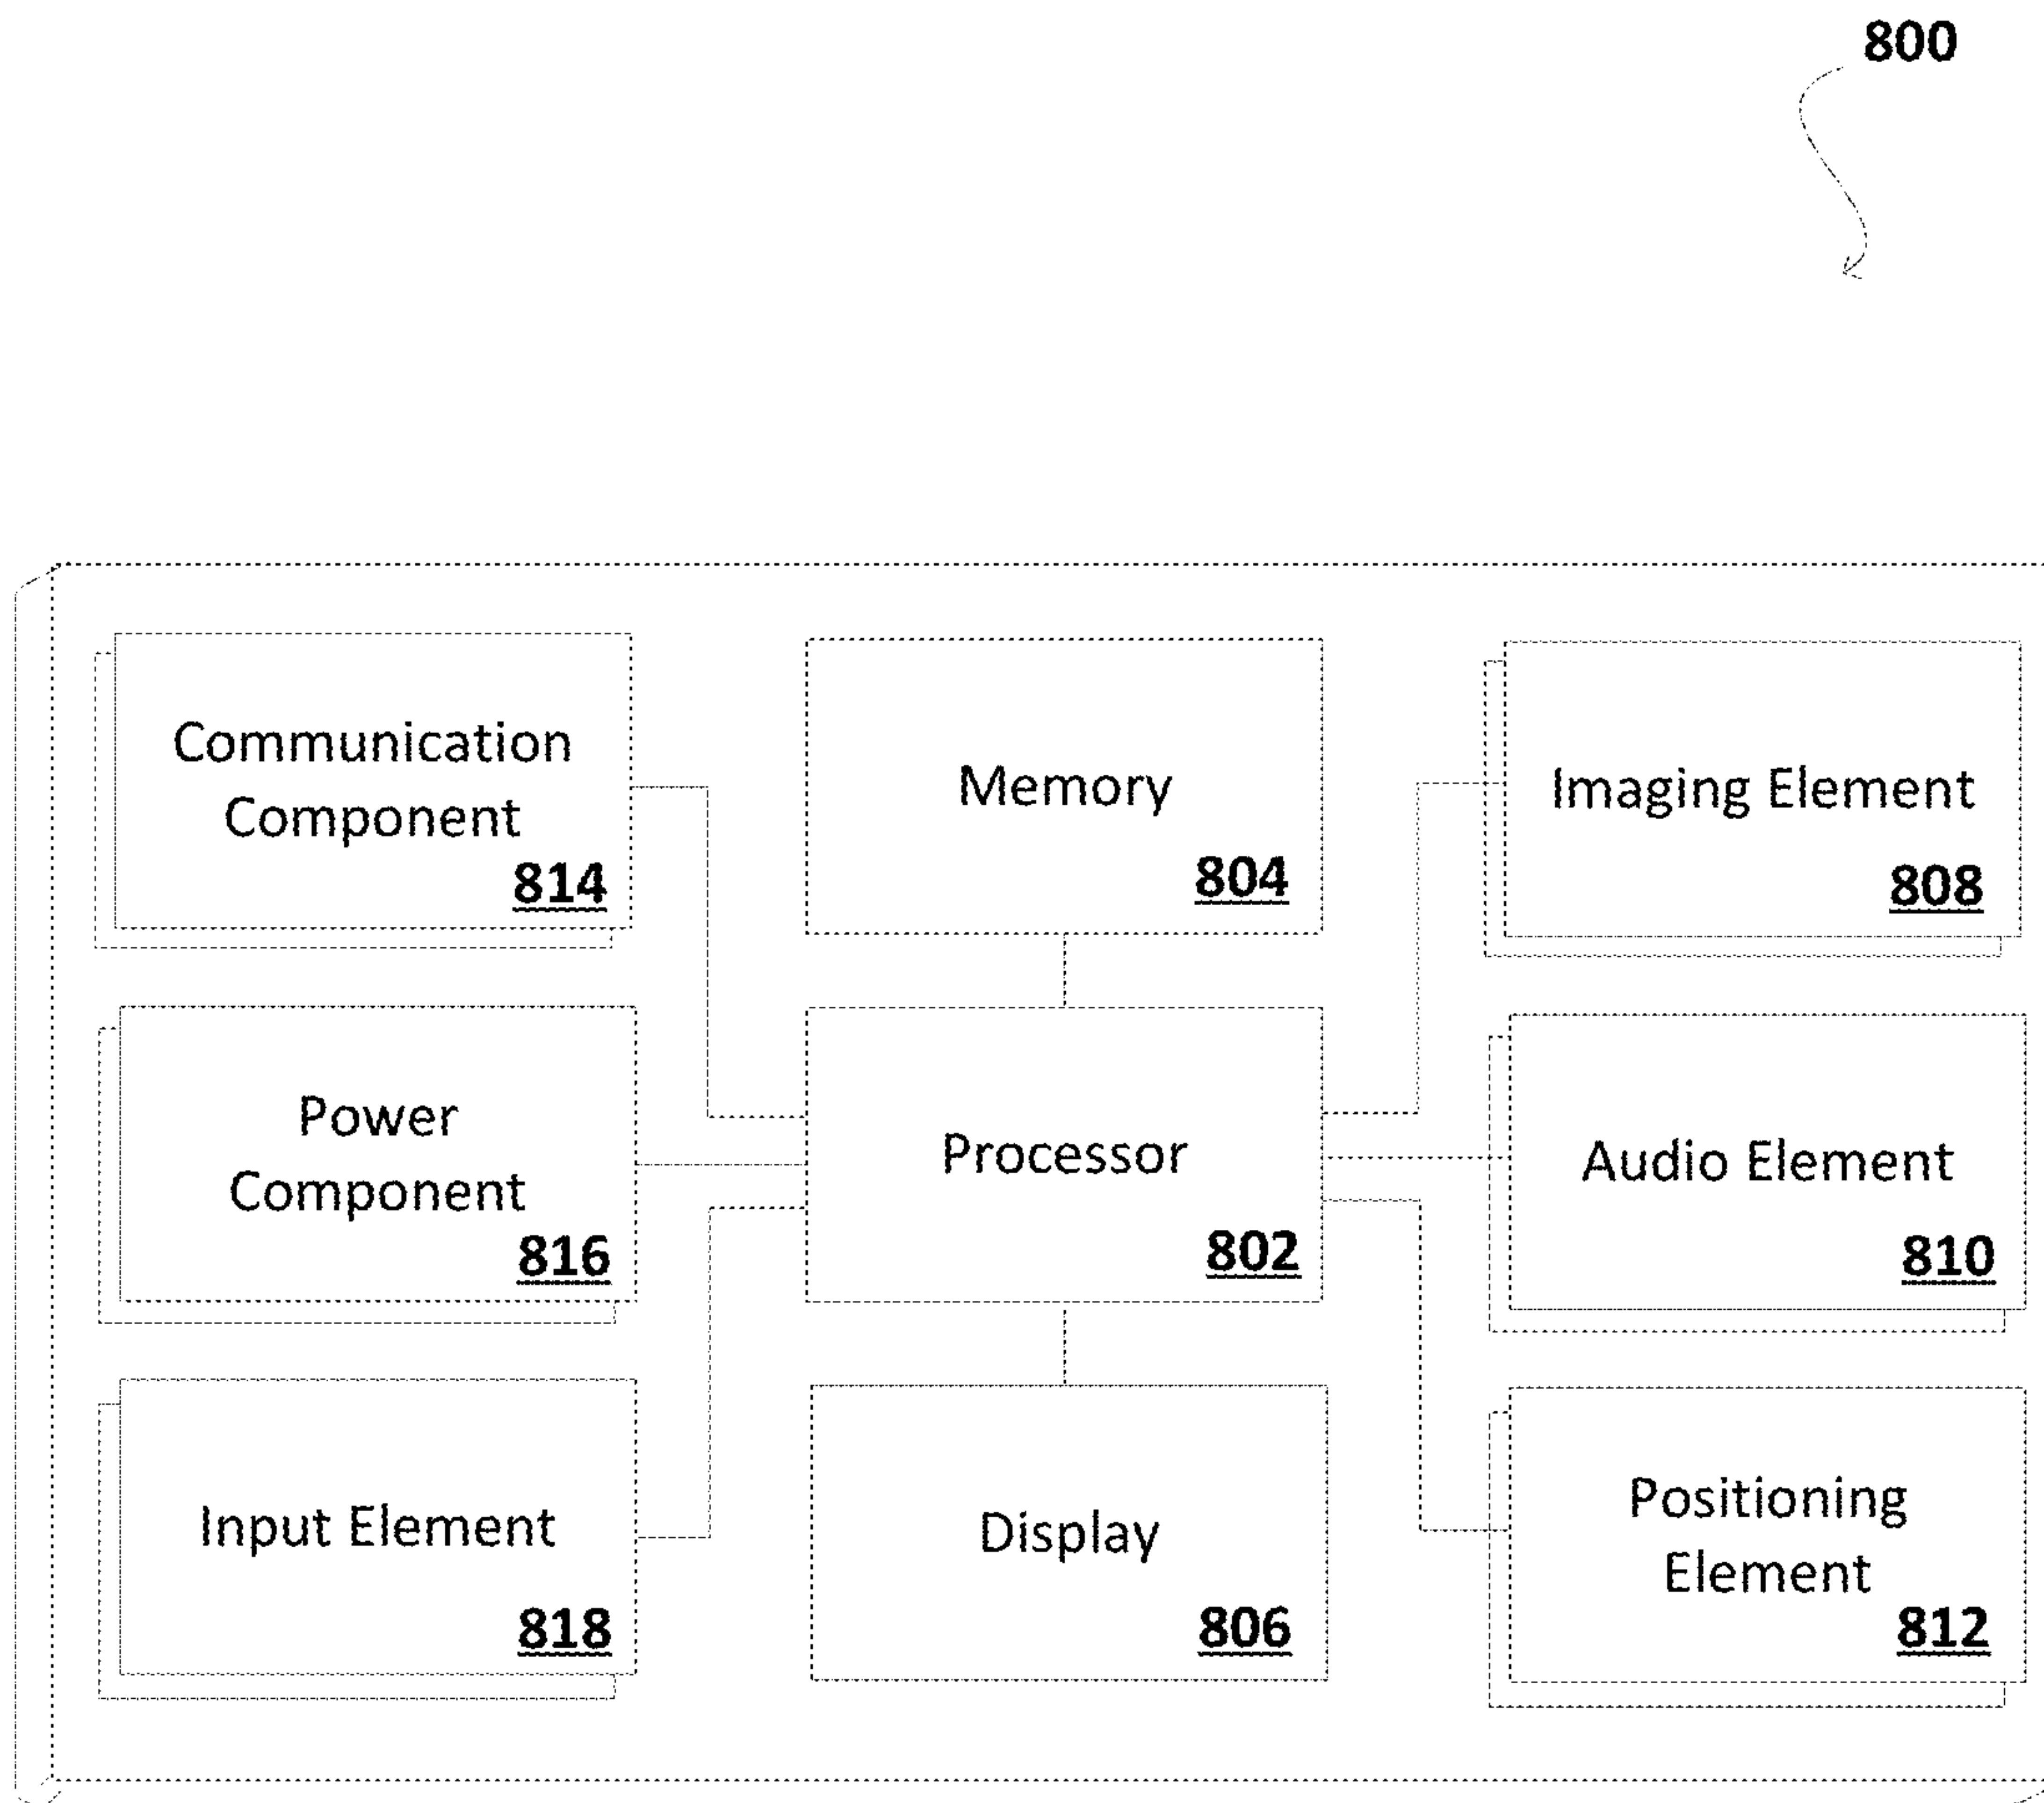 800
Communication
Component
814
Memory
804
Imaging Element
808
Power
Component
816
Processor
802
Audio Element
810
Input Element
818
Display
806
Positioning
Element
812